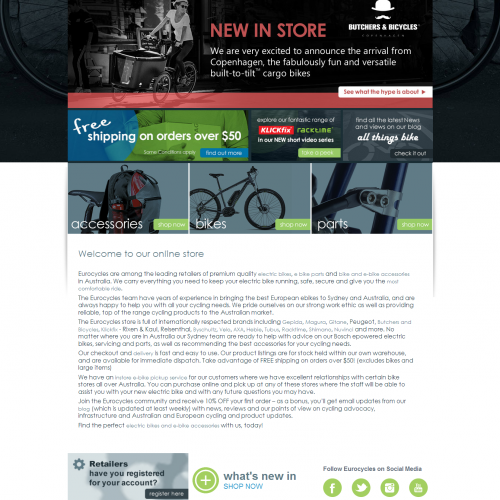 NEW IN STORE
BUTCHERS & BICYCLES
COPENHAGEN
We are very excited to announce the arrival from
Copenhagen, the fabulously fun and versatile
built-to-tilt™ cargo bikes
See what the hype is about ▶
free
shipping on orders over $50
Some Conditions apply
find out more
explore our fantastic range of
KLICKfix racktime
in our NEW short video series
take a peek
find all the latest News
and views on our blog
all things bike
check it out
accessories
shop now
bikes
shop now
parts
shop now
Welcome to our online store
Eurocycles are among the leading retailers of premium quality electric bikes, e bike parts and bike and e-bike accessories
in Australia. We carry everything you need to keep your electric bike running, safe, secure and give you the most
comfortable ride.
The Eurocycles team have years of experience in bringing the best European ebikes to Sydney and Australia, and are
always happy to help you with all your cycling needs. We pride ourselves on our strong work ethic as well as providing
reliable, top of the range cycling products to the Australian market.
The Eurocycles store is full of internationally respected brands including Gepida, Magura, Gitane, Peugeot, Butchers and
Bicycles, Klickfix - Rixen & Kaul, Reisenthal, Byschultz, Velo, AXA, Hebie, Tubus, Racktime, Shimano, Nuvinci and more. No
matter where you are in Australia our Sydney team are ready to help with advice on our Bosch epowered electric
bikes, servicing and parts, as well as recommending the best accessories for your cycling needs.
Our checkout and delivery is fast and easy to use. Our product listings are for stock held within our own warehouse,
and are available for immediate dispatch. Take advantage of FREE shipping on orders over $50! (excludes bikes and
large items)
We have an instore e-bike pickup service for our customers where we have excellent relationships with certain bike
stores all over Australia. You can purchase online and pick up at any of these stores where the staff will be able to
assist you with your new electric bike and with any future questions you may have.
Join the Eurocycles community and receive 10% OFF your first order – as a bonus, you'll get email updates from our
blog (which is updated at least weekly) with news, reviews and our points of view on cycling advocacy,
infrastructure and Australian and European cycling and product updates.
Find the perfect electric bikes and e-bike accessories with us, today!
Retailers
have you registered
for your account?
register here
what's new in
SHOP NOW
Follow Eurocycles on Social Media